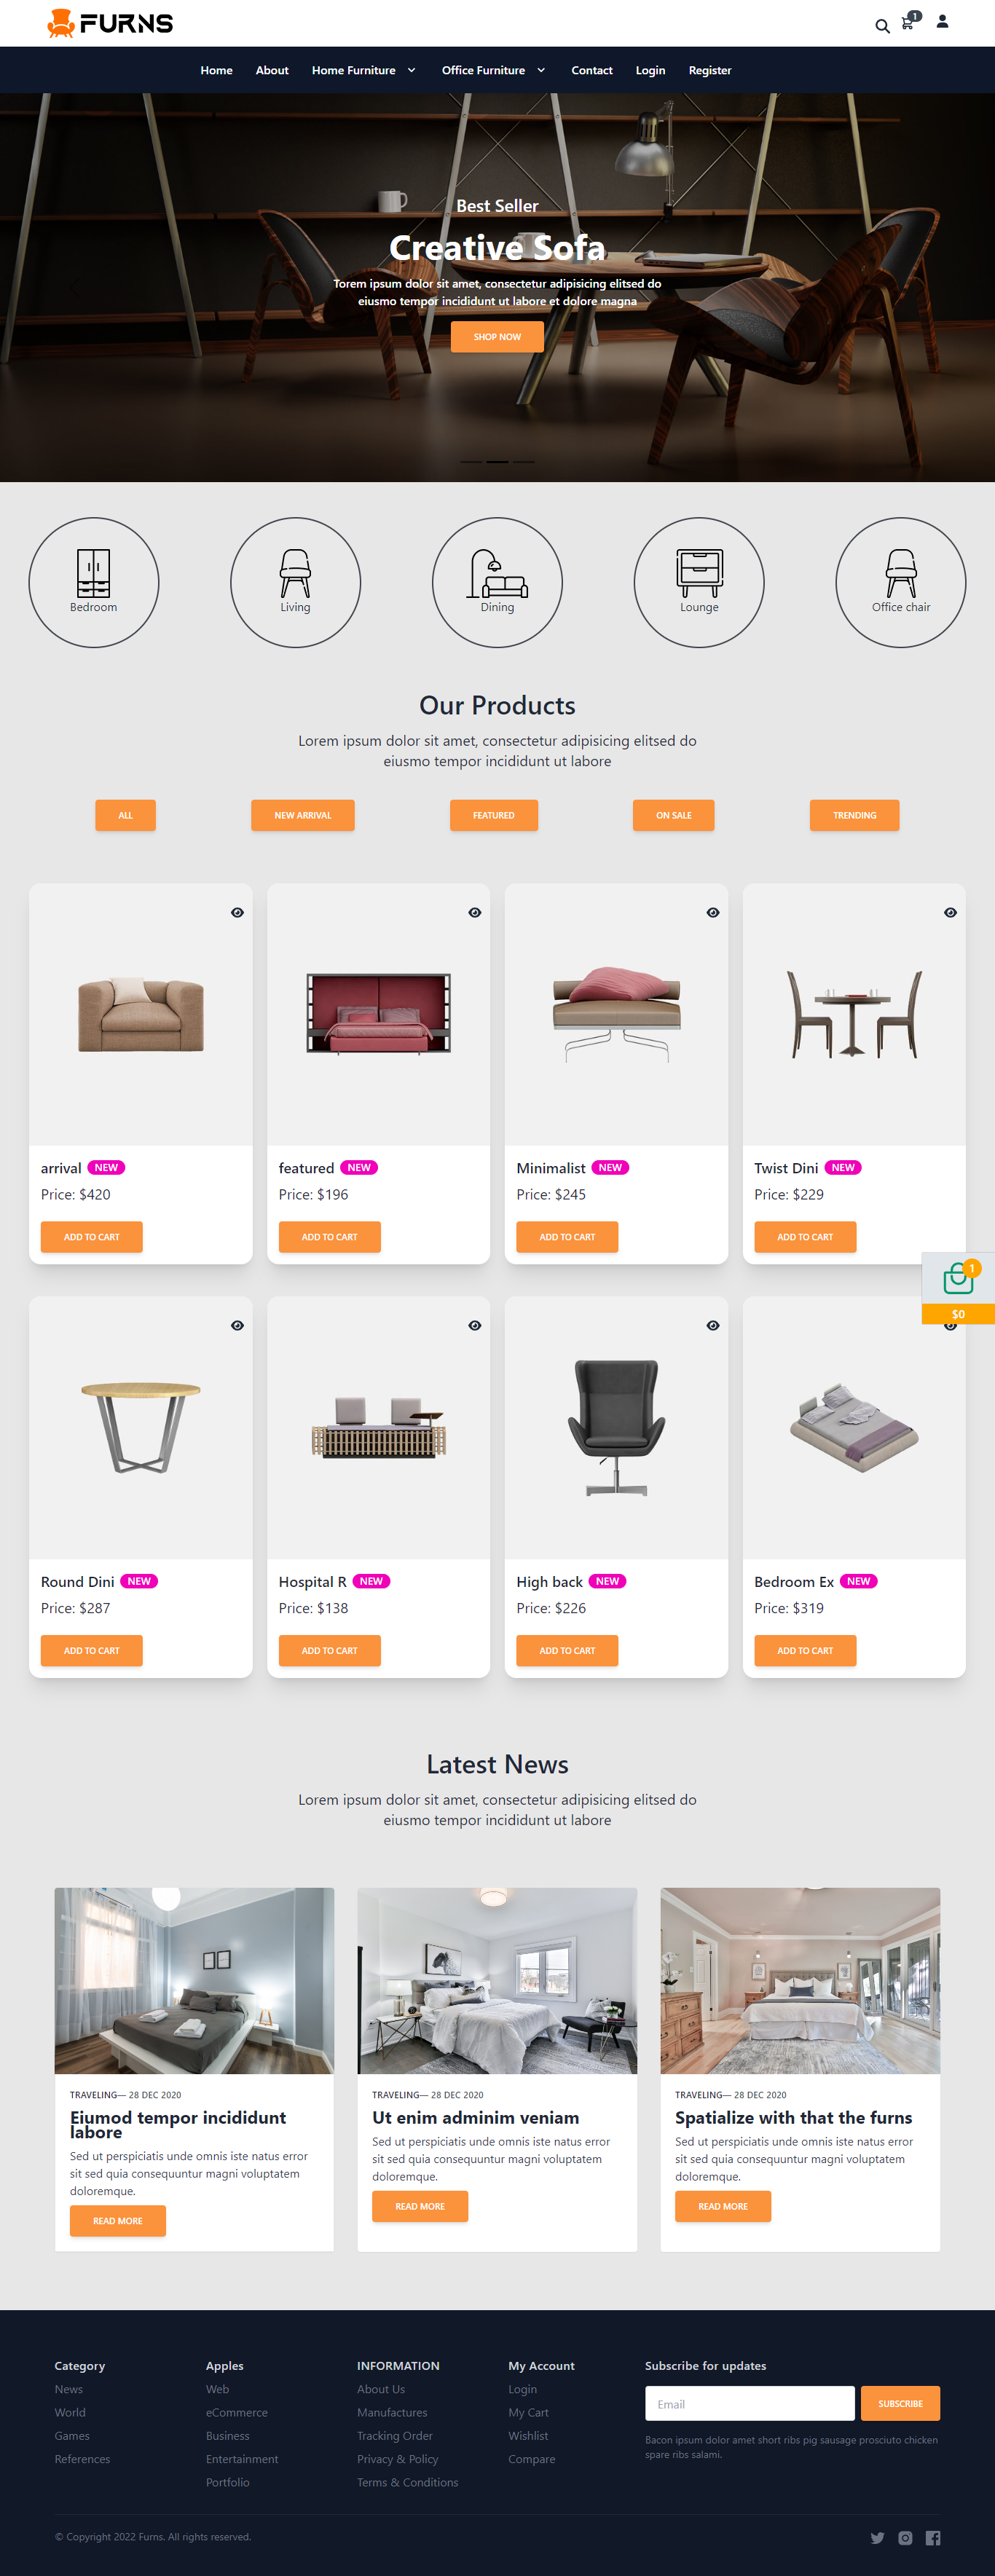 FURNS
1
Home About Home Furniture Office Furniture Contact Login Register
Best Seller
Creative Sofa
Torem ipsum dolor sit amet, consectetur adipisicing elitsed do
eiusmo tempor incididunt ut labore et dolore magna
SHOP NOW
Bedroom Living Dining Lounge Office chair
Our Products
Lorem ipsum dolor sit amet, consectetur adipisicing elitsed do
eiusmo tempor incididunt ut labore
ALL NEW ARRIVAL FEATURED ON SALE TRENDING
arrival NEW featured NEW Minimalist NEW Twist Dini NEW
Price: $420 Price: $196 Price: $245 Price: $229
ADD TO CART ADD TO CART ADD TO CART ADD TO CART
1
$0
Round Dini NEW Hospital R NEW High back NEW Bedroom Ex NEW
Price: $287 Price: $138 Price: $226 Price: $319
ADD TO CART ADD TO CART ADD TO CART ADD TO CART
Latest News
Lorem ipsum dolor sit amet, consectetur adipisicing elitsed do
eiusmo tempor incididunt ut labore
TRAVELING— 28 DEC 2020
Eiumod tempor incididunt
labore
Sed ut perspiciatis unde omnis iste natus error
sit sed quia consequuntur magni voluptatem
doloremque.
READ MORE
TRAVELING— 28 DEC 2020
Ut enim adminim veniam
Sed ut perspiciatis unde omnis iste natus error
sit sed quia consequuntur magni voluptatem
doloremque.
READ MORE
TRAVELING— 28 DEC 2020
Spatialize with that the furns
Sed ut perspiciatis unde omnis iste natus error
sit sed quia consequuntur magni voluptatem
doloremque.
READ MORE
Category
News
World
Games
References
Apples
Web
eCommerce
Business
Entertainment
Portfolio
INFORMATION
About Us
Manufactures
Tracking Order
Privacy & Policy
Terms & Conditions
My Account
Login
My Cart
Wishlist
Compare
Subscribe for updates
Email SUBSCRIBE
Bacon ipsum dolor amet short ribs pig sausage prosciuto chicken
spare ribs salami.
© Copyright 2022 Furns. All rights reserved.